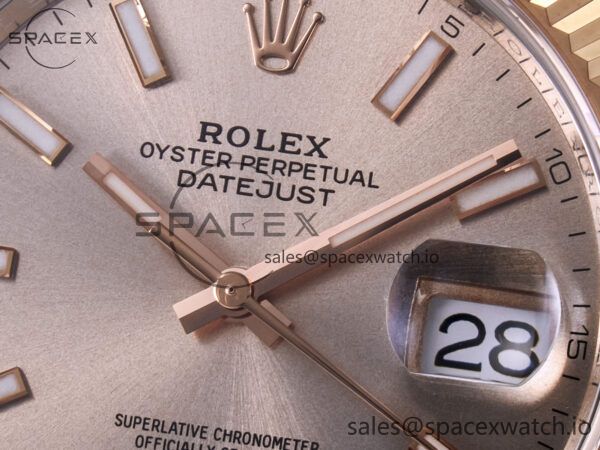 SPACEX
5
ROLEX
OYSTER PERPETUAL
DATEJUST
10
SPACEX
sales@spacexwatch.io
28
15
SUPERLATIVE CHRONOMETER
OFFICIALLY
sales@spacexwatch.io